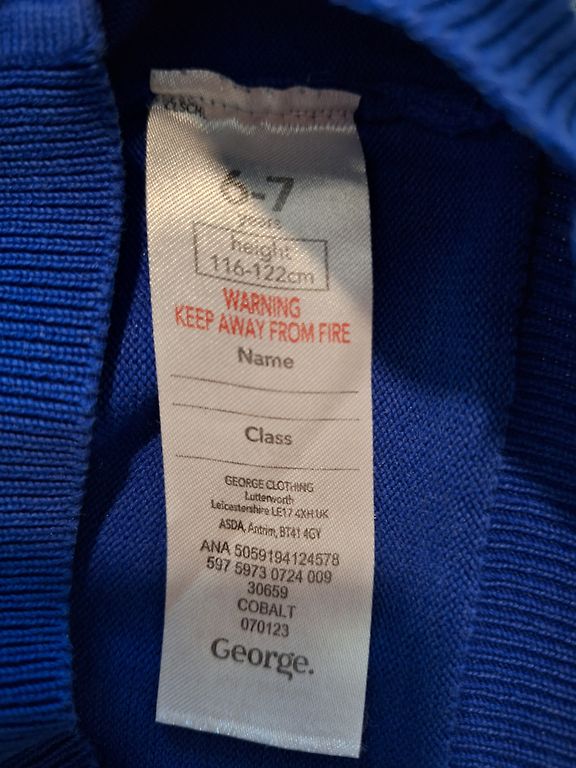 6-7
years
height
116-122cm
WARNING
KEEP AWAY FROM FIRE
Name
Class
GEORGE CLOTHING
Lutterworth
Leicestershire LE17 4XH UK
ASDA, Antrim, BT41 4GY
ANA 5059194124578
597 5973 0724 009
30659
COBALT
070123
George.